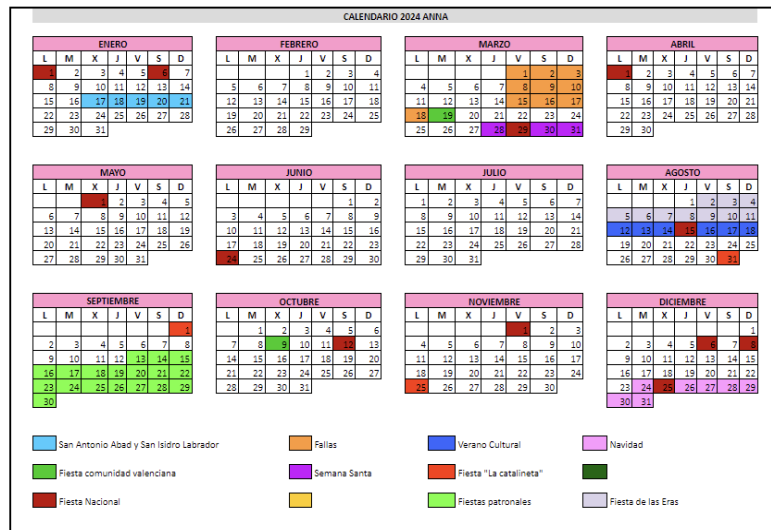 CALENDARIO 2024 ANNA
ENERO FEBRERO MARZO ABRIL
L M X J V S D L M X J V S D L M X J V S D L M X J V S D
1 2 3 4 5 6 7 1 2 3 4 1 2 3 1 2 3 4 5 6 7
8 9 10 11 12 13 14 5 6 7 8 9 10 11 4 5 6 7 8 9 10 8 9 10 11 12 13 14
15 16 17 18 19 20 21 12 13 14 15 16 17 18 11 12 13 14 15 16 17 15 16 17 18 19 20 21
22 23 24 25 26 27 28 19 20 21 22 23 24 25 18 19 20 21 22 23 24 22 23 24 25 26 27 28
29 30 31 26 27 28 29 25 26 27 28 29 30 31 29 30
MAYO JUNIO JULIO AGOSTO
L M X J V S D L M X J V S D L M X J V S D L M X J V S D
1 2 3 4 5 1 2 1 2 3 4 5 6 7 1 2 3 4
6 7 8 9 10 11 12 3 4 5 6 7 8 9 8 9 10 11 12 13 14 5 6 7 8 9 10 11
13 14 15 16 17 18 19 10 11 12 13 14 15 16 15 16 17 18 19 20 21 12 13 14 15 16 17 18
20 21 22 23 24 25 26 17 18 19 20 21 22 23 22 23 24 25 26 27 28 19 20 21 22 23 24 25
27 28 29 30 31 24 25 26 27 28 29 30 29 30 31 26 27 28 29 30 31
SEPTIEMBRE OCTUBRE NOVIEMBRE DICIEMBRE
L M X J V S D L M X J V S D L M X J V S D L M X J V S D
1 1 2 3 4 5 6 1 2 3 1
2 3 4 5 6 7 8 7 8 9 10 11 12 13 4 5 6 7 8 9 10 2 3 4 5 6 7 8
9 10 11 12 13 14 15 14 15 16 17 18 19 20 11 12 13 14 15 16 17 9 10 11 12 13 14 15
16 17 18 19 20 21 22 21 22 23 24 25 26 27 18 19 20 21 22 23 24 16 17 18 19 20 21 22
23 24 25 26 27 28 29 28 29 30 31 25 26 27 28 29 30 23 24 25 26 27 28 29
30 30 31
San Antonio Abad y San Isidro Labrador Fallas Verano Cultural Navidad
Fiesta comunidad valenciana Semana Santa Fiesta "La catalineta"
Fiesta Nacional Fiestas patronales Fiesta de las Eras